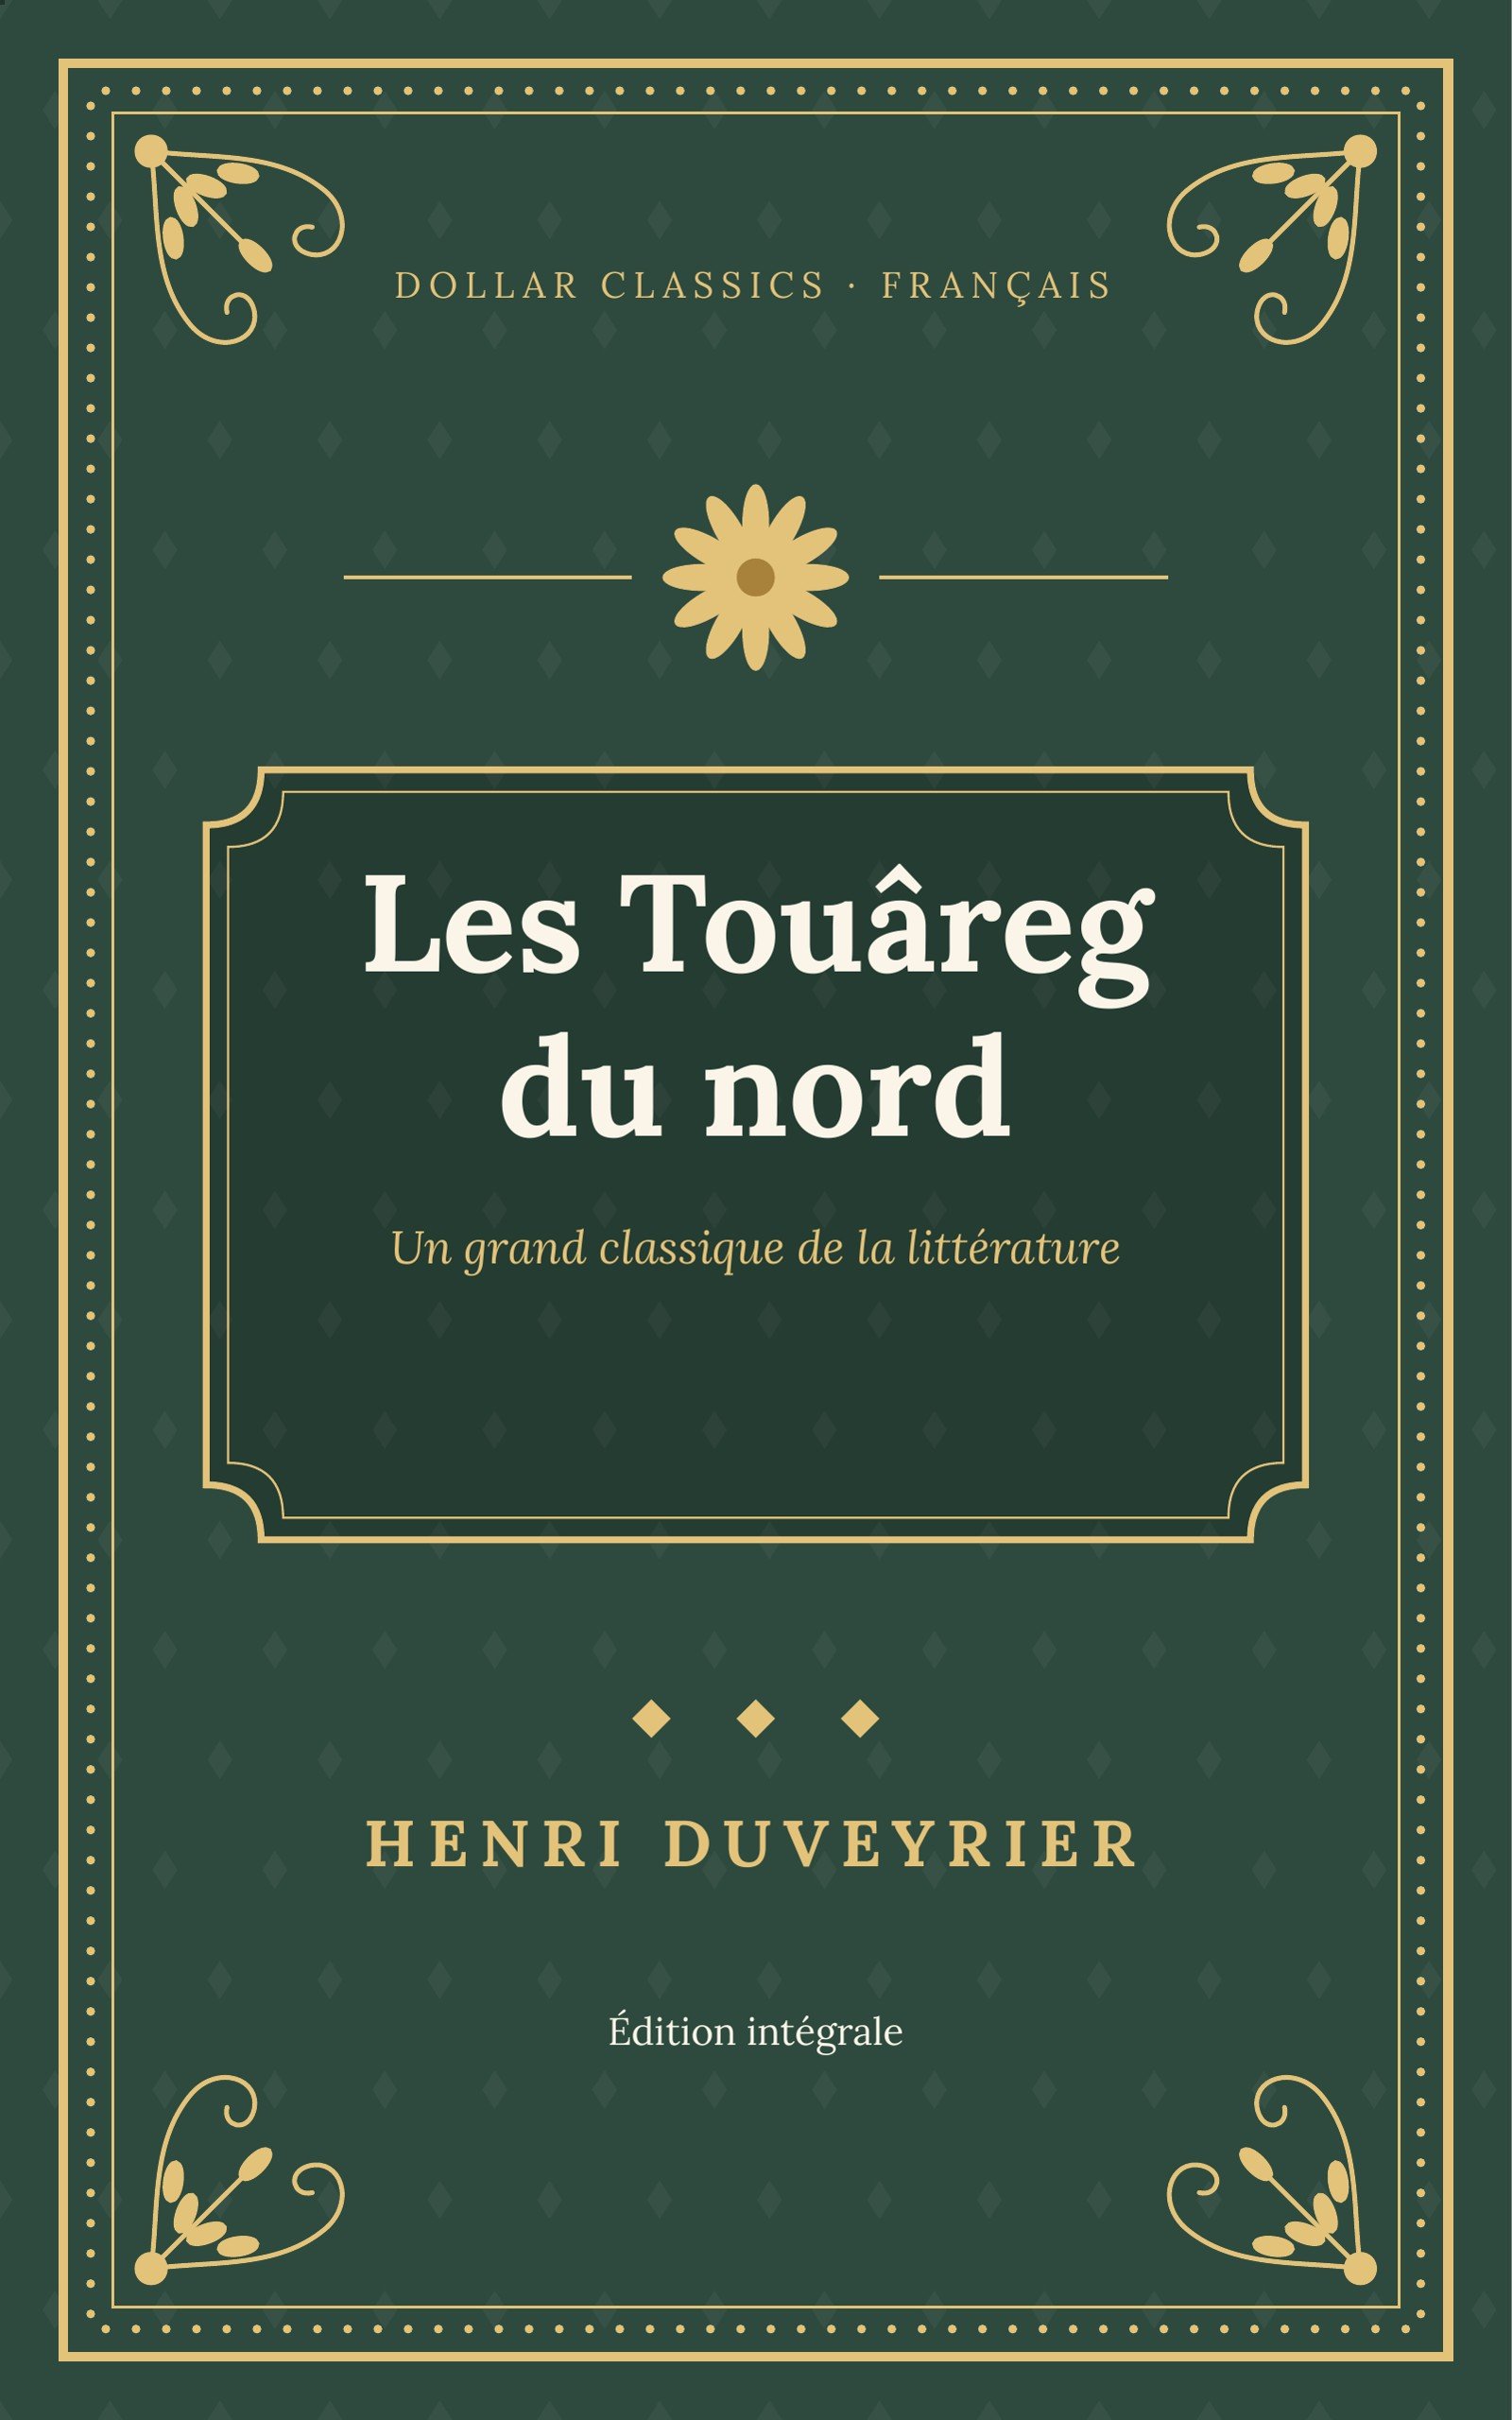 DOLLAR CLASSICS · FRANÇAIS
Les Touâreg
du nord
Un grand classique de la littérature
HENRI DUVEYRIER
Édition intégrale